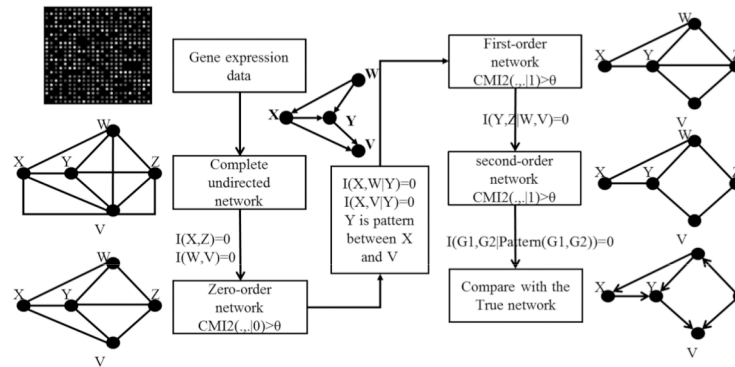 Gene expression
data
Complete
undirected
network
I(X,Z)=0
I(W,V)=0
Zero-order
network
CMI2(.,.|0)>θ
W
X
Y
V
I(X,W|Y)=0
I(X,V|Y)=0
Y is pattern
between X
and V
First-order
network
CMI2(.,.|1)>θ
I(Y,Z|W,V)=0
second-order
network
CMI2(.,.|1)>θ
I(G1,G2|Pattern(G1,G2))=0
Compare with the
True network
W
X
Y
Z
V
W
X
Y
Z
V
W
X
Y
Z
V
W
X
Y
Z
V
X
Y
V